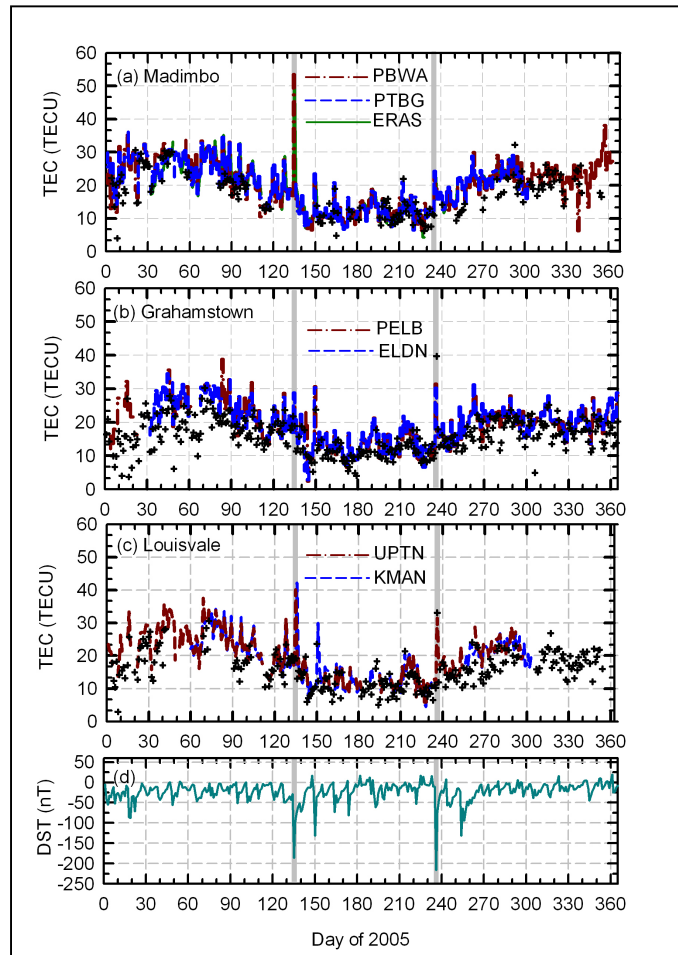 60
50
40
30
20
10
0
TEC (TECU)
(a) Madimbo
PBWA
PTBG
ERAS
0 30 60 90 120 150 180 210 240 270 300 330 360
60
50
40
30
20
10
0
TEC (TECU)
(b) Grahamstown
PELB
ELDN
0 30 60 90 120 150 180 210 240 270 300 330 360
60
50
40
30
20
10
0
TEC (TECU)
(c) Louisvale
UPTN
KMAN
0 30 60 90 120 150 180 210 240 270 300 330 360
50
0
-50
-100
-150
-200
-250
DST (nT)
(d)
0 30 60 90 120 150 180 210 240 270 300 330 360
Day of 2005